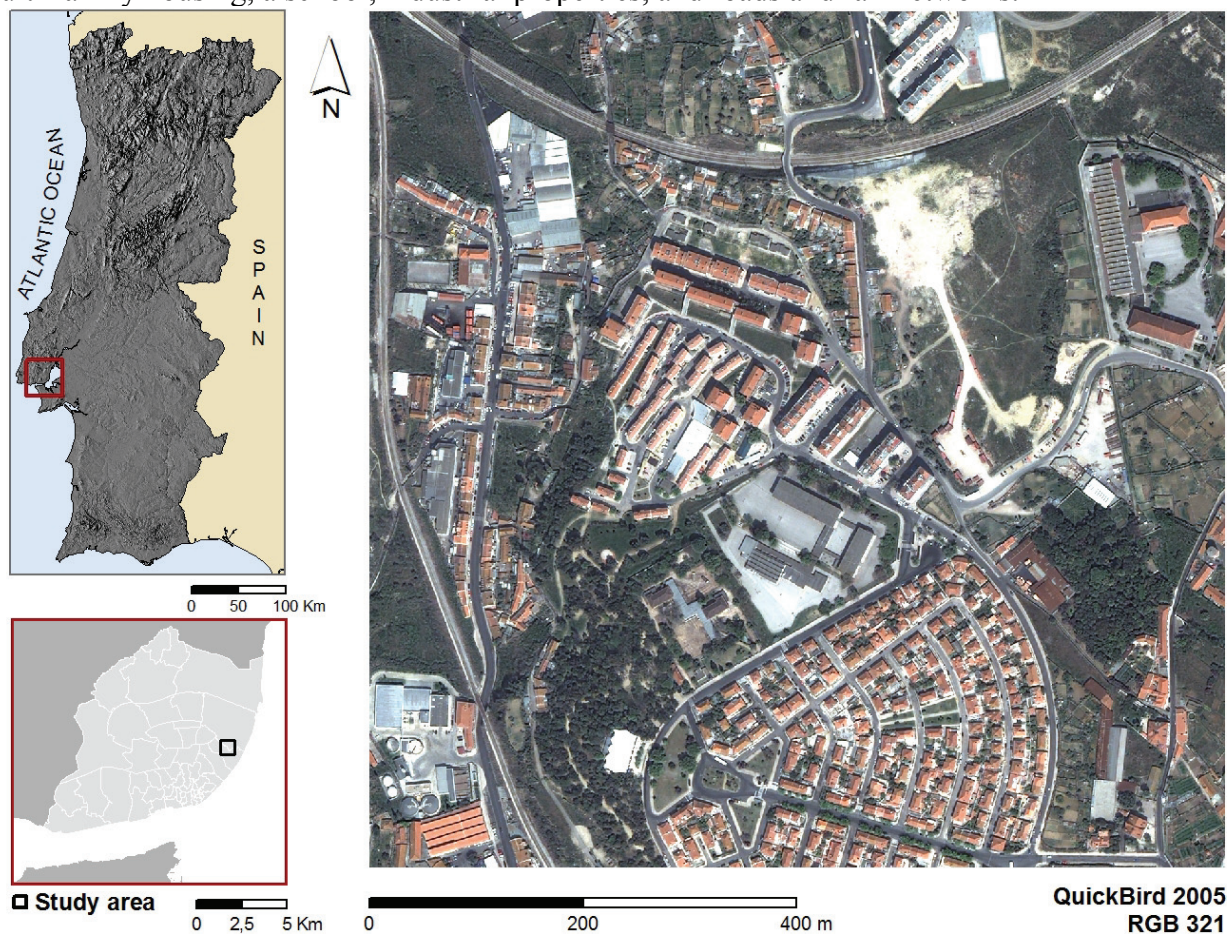 ATLANTIC OCEAN
SPAIN
N
0 50 100 Km
Study area
0 2,5 5 Km
0 200 400 m
QuickBird 2005
RGB 321